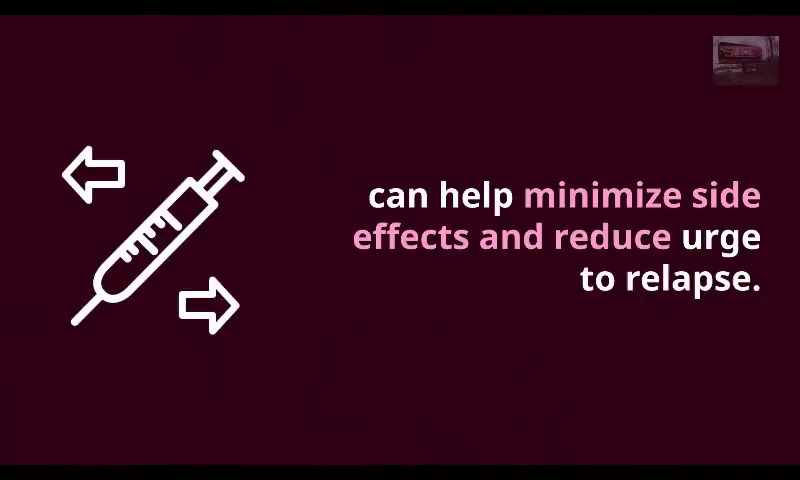 can help minimize side
effects and reduce urge
to relapse.